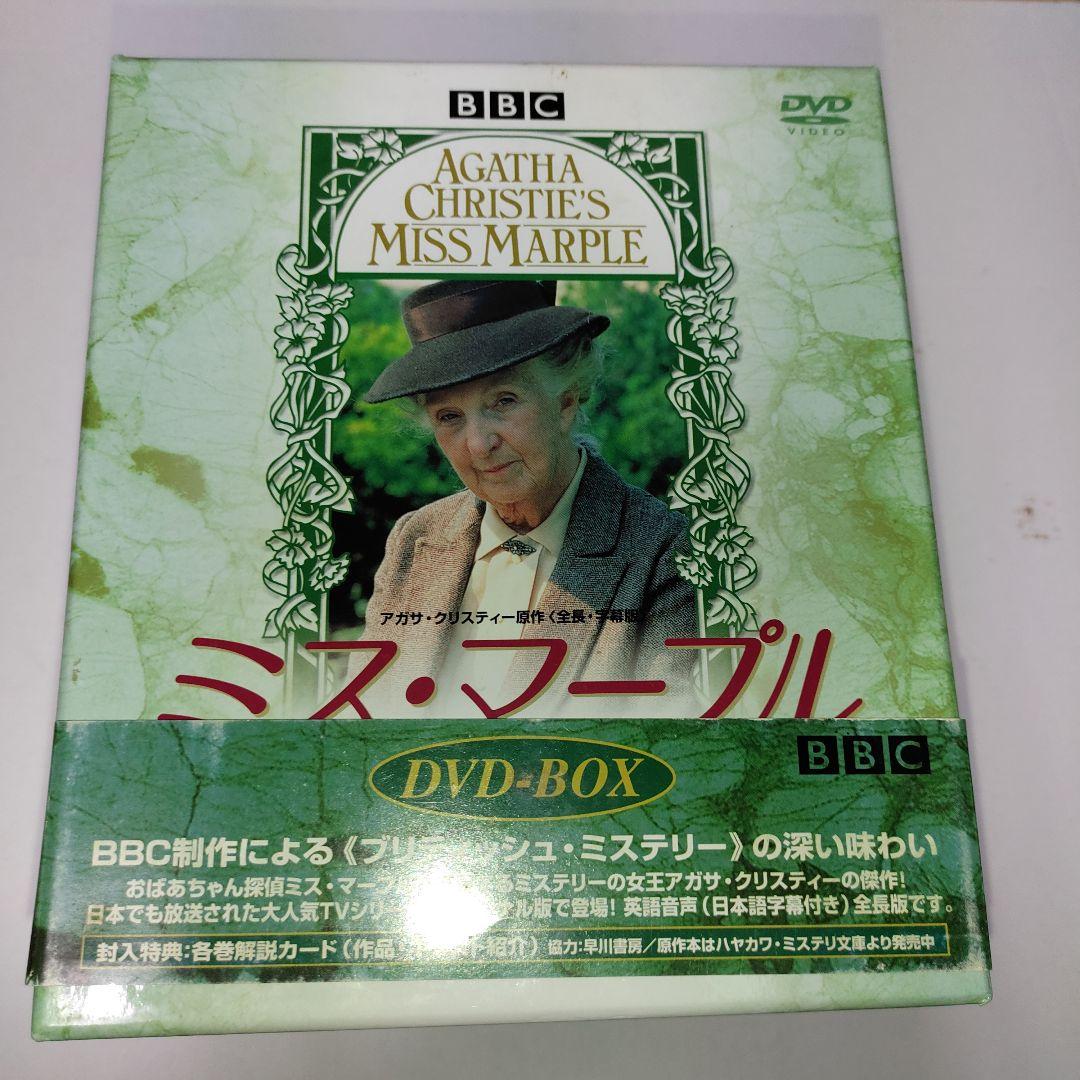 BBC
DVD
VIDEO
AGATHA
CHRISTIE'S
MISS MARPLE
アガサ・クリスティー原作〈全長・字幕版
ミス・マープル
DVD-BOX
BBC
BBC制作による《ブリティッシュ・ミステリー》の深い味わい
おばあちゃん探偵ミス・マープル るミステリーの女王アガサ・クリスティーの傑作!
日本でも放送された大人気TVシリー ル版で登場! 英語音声(日本語字幕付き)全長版です。
封入特典:各巻解説カード(作品 紹介) 協力:早川書房/原作本はハヤカワ・ミステリ文庫より発売中